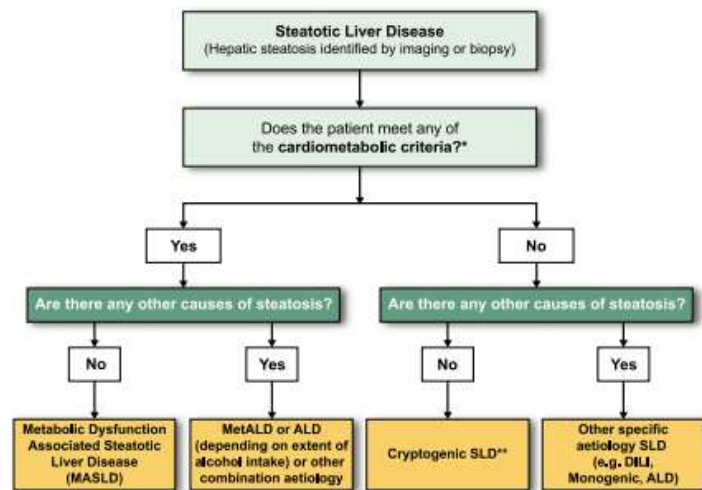 Steatotic Liver Disease
(Hepatic steatosis identified by imaging or biopsy)
Does the patient meet any of
the cardiometabolic criteria?*
Yes
No
Are there any other causes of steatosis?
Are there any other causes of steatosis?
No
Yes
No
Yes
Metabolic Dysfunction
Associated Steatotic
Liver Disease
(MASLD)
MetALD or ALD
(depending on extent of
alcohol intake) or other
combination aetiology
Cryptogenic SLD**
Other specific
aetiology SLD
(e.g. DILI,
Monogenic, ALD)